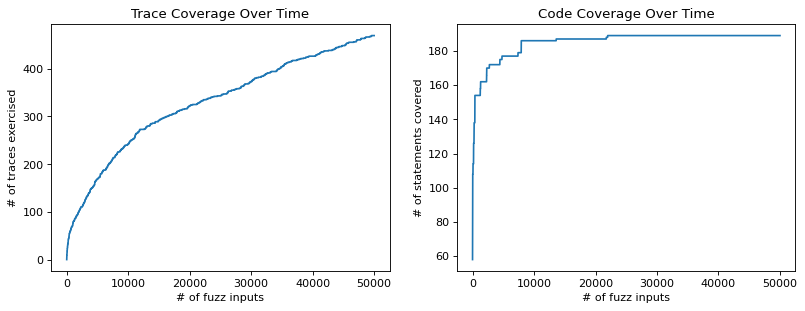 Trace Coverage Over Time
# of traces exercised
400
300
200
100
0
0 10000 20000 30000 40000 50000
# of fuzz inputs
Code Coverage Over Time
# of statements covered
180
160
140
120
100
80
60
0 10000 20000 30000 40000 50000
# of fuzz inputs